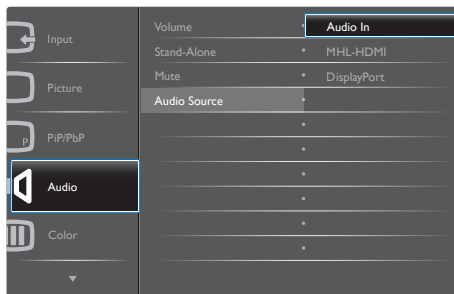 Input
Picture
P PiP/PbP
Audio
Color
Volume
Stand-Alone
Mute
Audio Source
Audio In
MHL-HDMI
DisplayPort